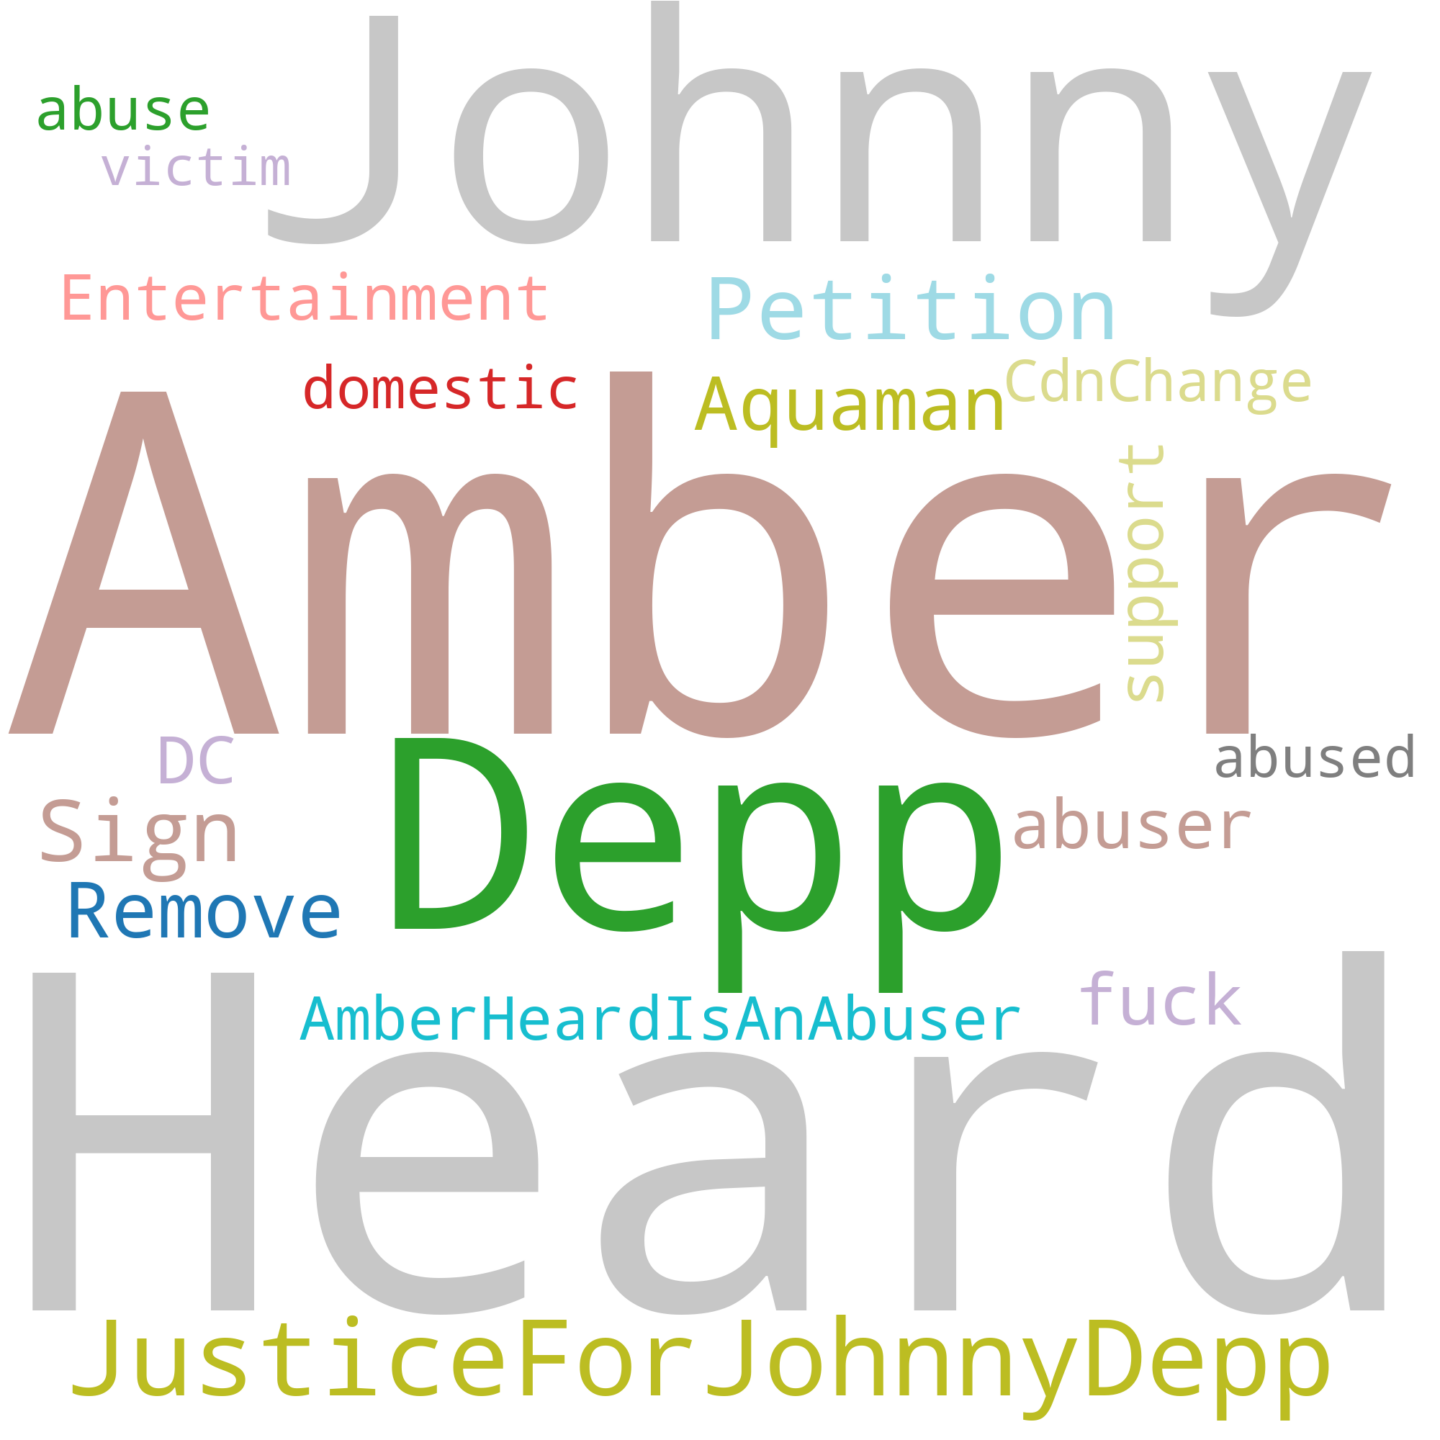 Johnny
abuse
victim
Entertainment
Petition
domestic
Aquaman
CdnChange
Amber
support
DC
Depp
abused
Sign
abuser
Remove
Heard
AmberHeardIsAnAbuser
fuck
JusticeForJohnnyDepp